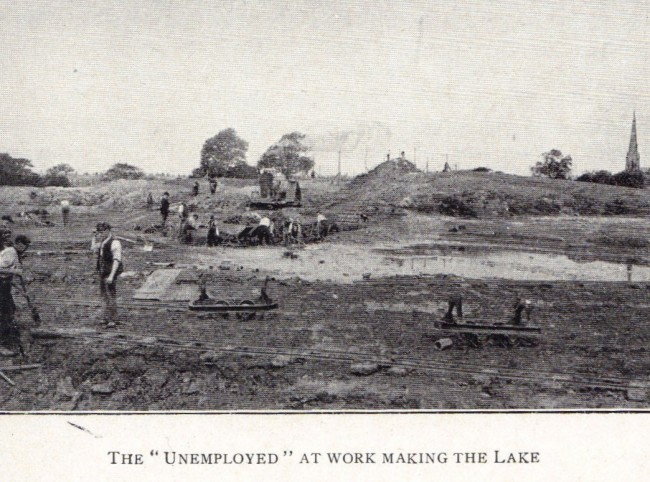 The “Unemployed” at work making the Lake